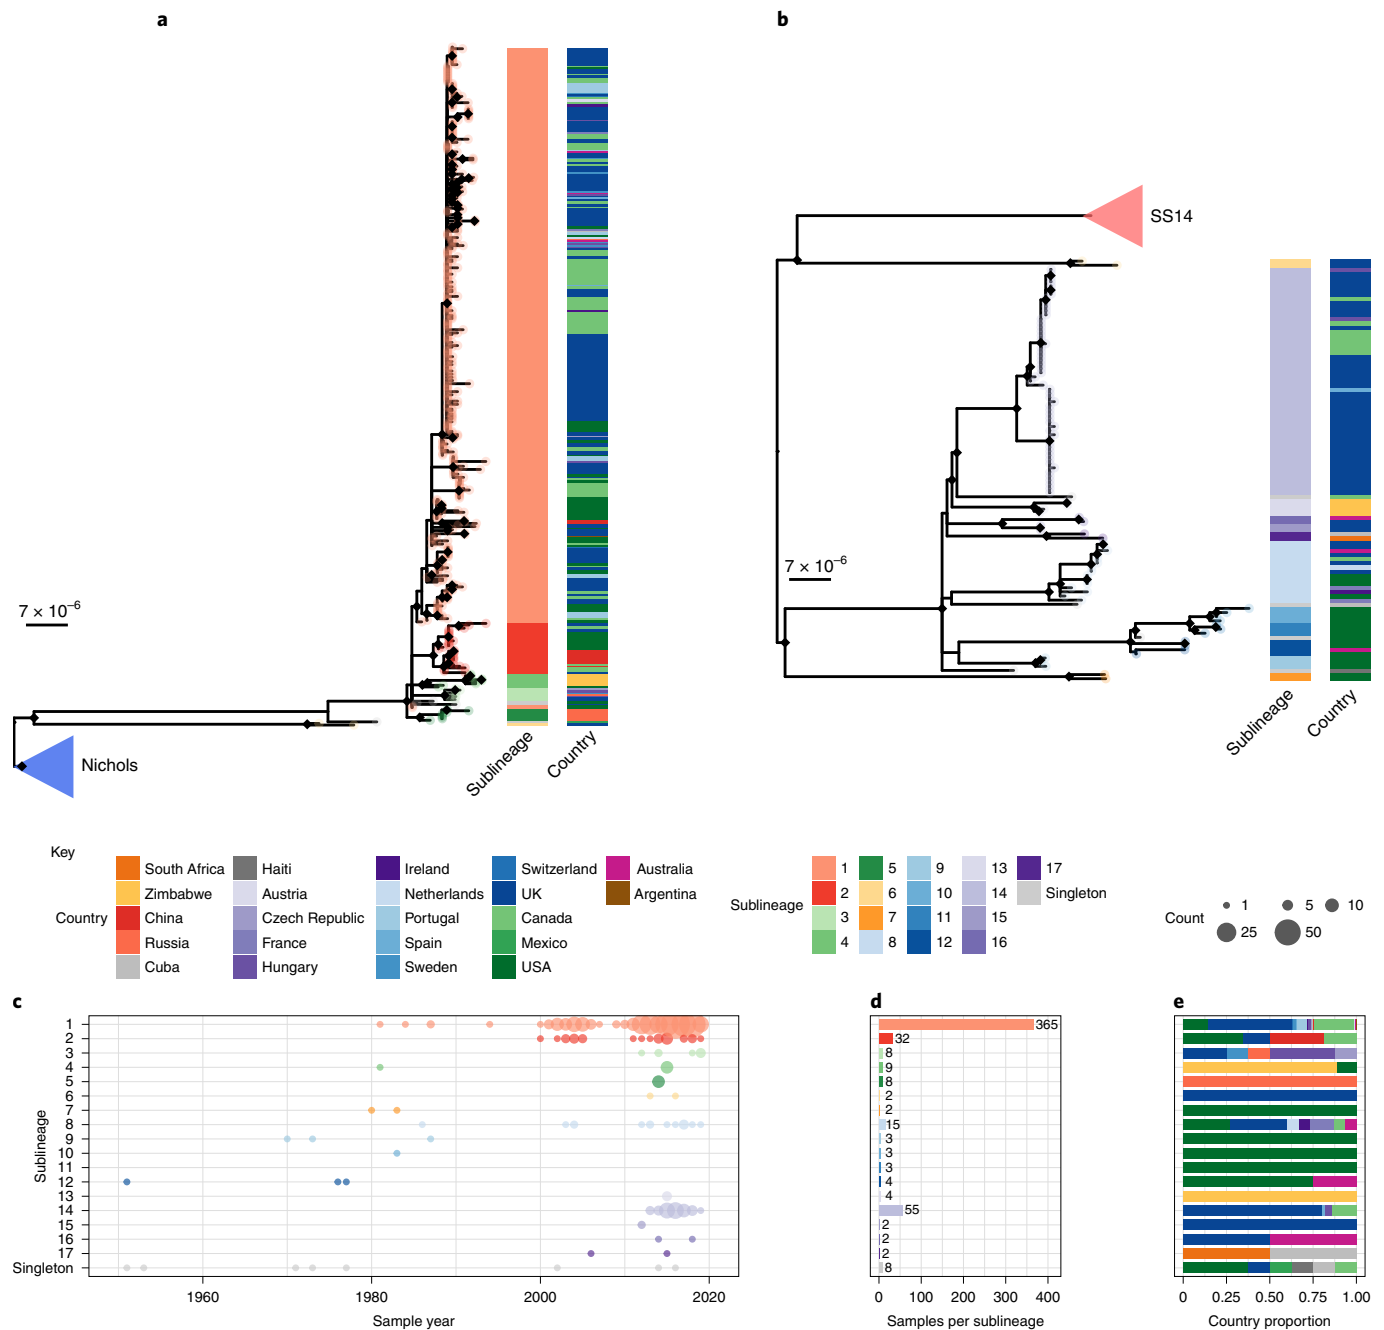 a
b
SS14
7 × 10⁻⁶
7 × 10⁻⁶
Nichols
Sublineage
Country
Sublineage
Country
Key
Country
South Africa
Zimbabwe
China
Russia
Cuba
Haiti
Austria
Czech Republic
France
Hungary
Ireland
Netherlands
Portugal
Spain
Sweden
Switzerland
UK
Canada
Mexico
USA
Australia
Argentina
Sublineage
1
2
3
4
5
6
7
8
9
10
11
12
13
14
15
16
17
Singleton
Count
1
5
10
25
50
c
Sublineage
1
2
3
4
5
6
7
8
9
10
11
12
13
14
15
16
17
Singleton
1960
1980
2000
2020
Sample year
d
365
32
8
9
8
2
2
15
3
3
3
4
4
55
2
2
2
8
0
100
200
300
400
Samples per sublineage
e
0
0.25
0.50
0.75
1.00
Country proportion